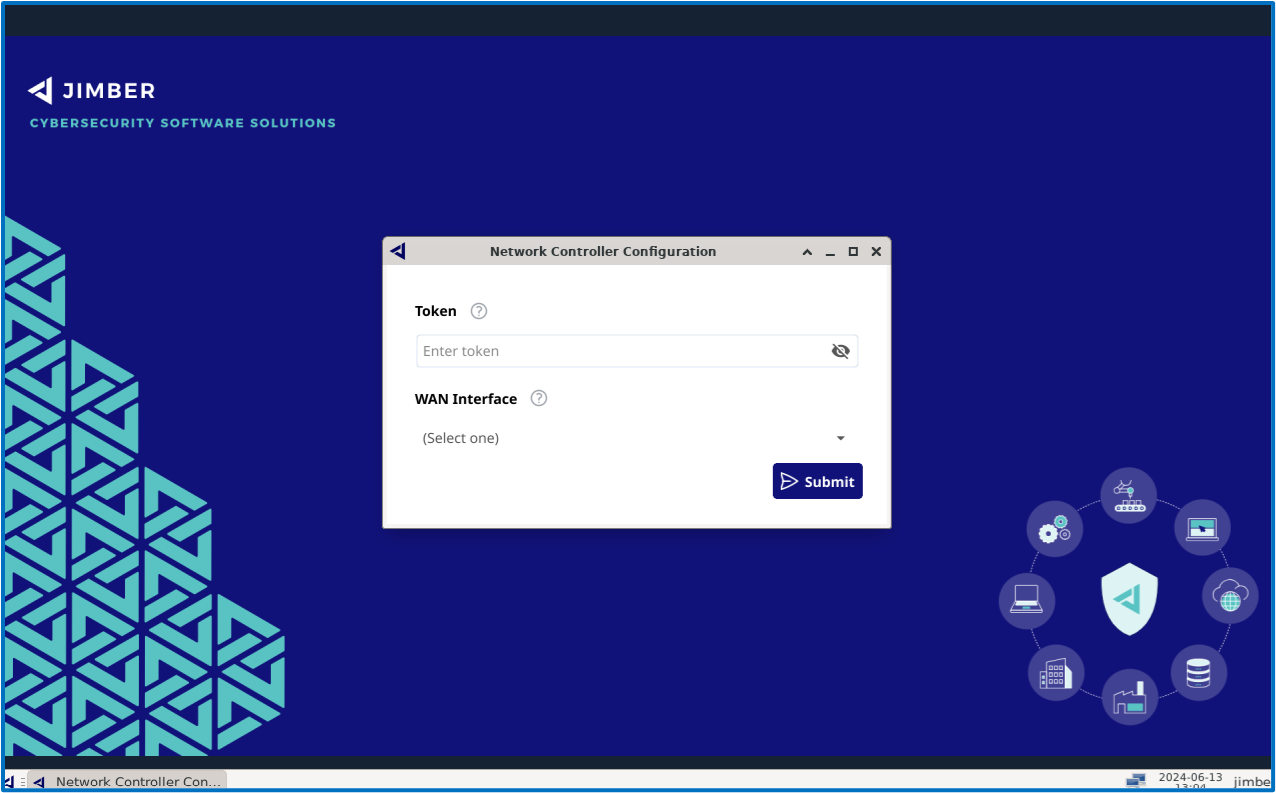 JIMBER
CYBERSECURITY SOFTWARE SOLUTIONS
Network Controller Configuration
Token ?
Enter token
WAN Interface ?
(Select one)
Submit
Network Controller Con...
2024-06-13
13:04
jimbe